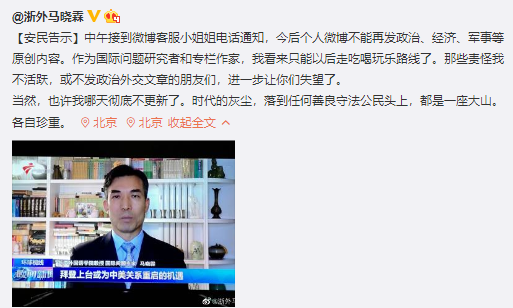 @浙外马晓霖
【安民告示】中午接到微博客服小姐姐电话通知，今后个人微博不能再发政治、经济、军事等
原创内容。作为国际问题研究者和专栏作家，我看来只能以后走吃喝玩乐路线了。那些责怪我
不活跃，或不发政治外交文章的朋友们，进一步让你们失望了。
当然，也许我哪天彻底不更新了。时代的灰尘，落到任何善良守法公民头上，都是一座大山。
各自珍重。 北京 北京 收起全文
马晓霖
拜登上台或为中美关系重启的机遇
@浙外马